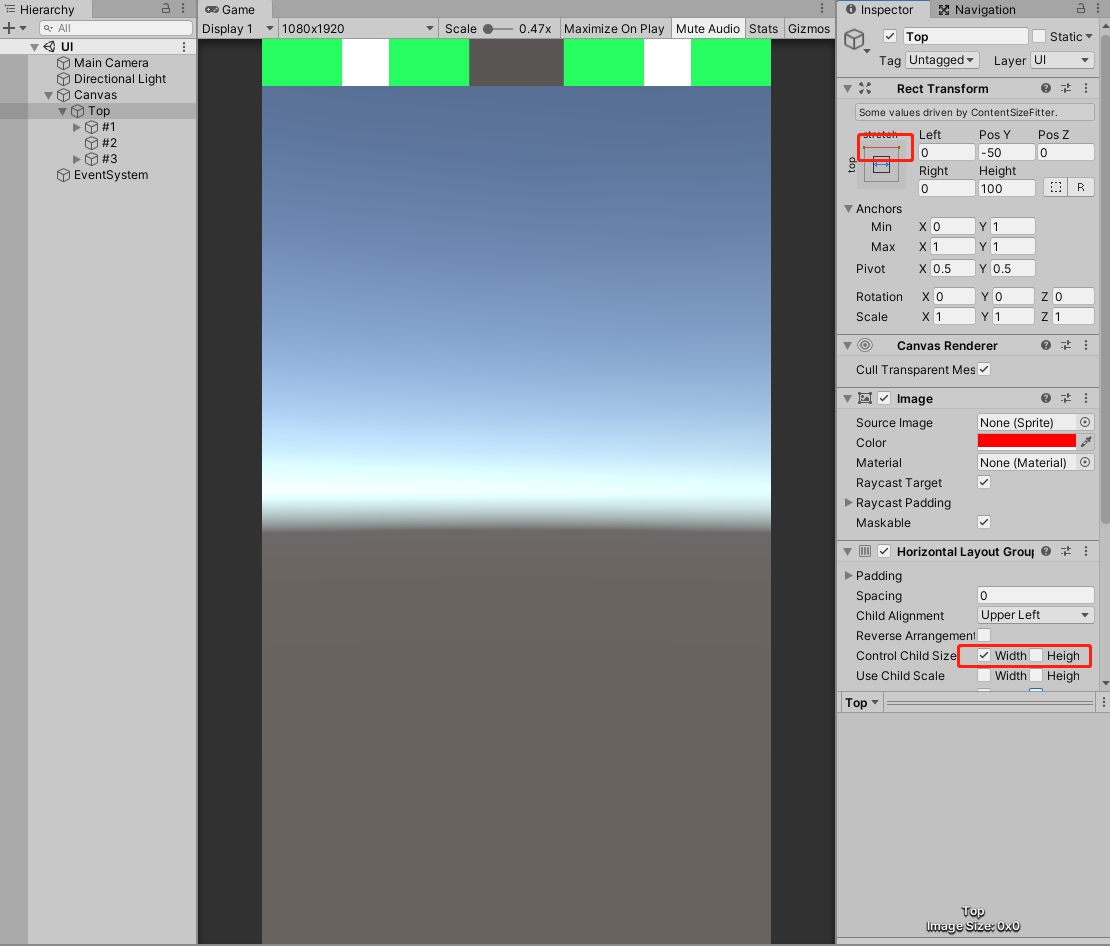 Hierarchy
All
UI
Main Camera
Directional Light
Canvas
Top
#1
#2
#3
EventSystem
Game
Display 1
1080x1920
Scale
0.47x
Maximize On Play
Mute Audio
Stats
Gizmos
Inspector
Navigation
Top
Static
Tag
Untagged
Layer
UI
Rect Transform
Some values driven by ContentSizeFitter.
stretch
top
Left
Pos Y
Pos Z
0
-50
0
Right
Height
0
100
R
Anchors
Min
X
0
Y
1
Max
X
1
Y
1
Pivot
X
0.5
Y
0.5
Rotation
X
0
Y
0
Z
0
Scale
X
1
Y
1
Z
1
Canvas Renderer
Cull Transparent Mes
Image
Source Image
None (Sprite)
Color
Material
None (Material)
Raycast Target
Raycast Padding
Maskable
Horizontal Layout Grou
Padding
Spacing
0
Child Alignment
Upper Left
Reverse Arrangement
Control Child Size
Width
Heigh
Use Child Scale
Width
Heigh
Top
Top
Image Size: 0x0